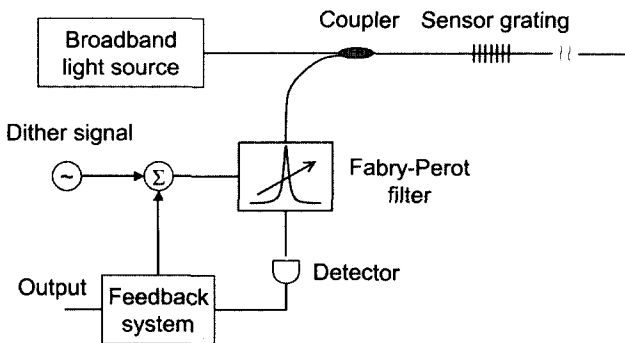 Coupler
Sensor grating
Broadband
light source
Dither signal
~
Σ
Fabry-Perot
filter
Detector
Output
Feedback
system